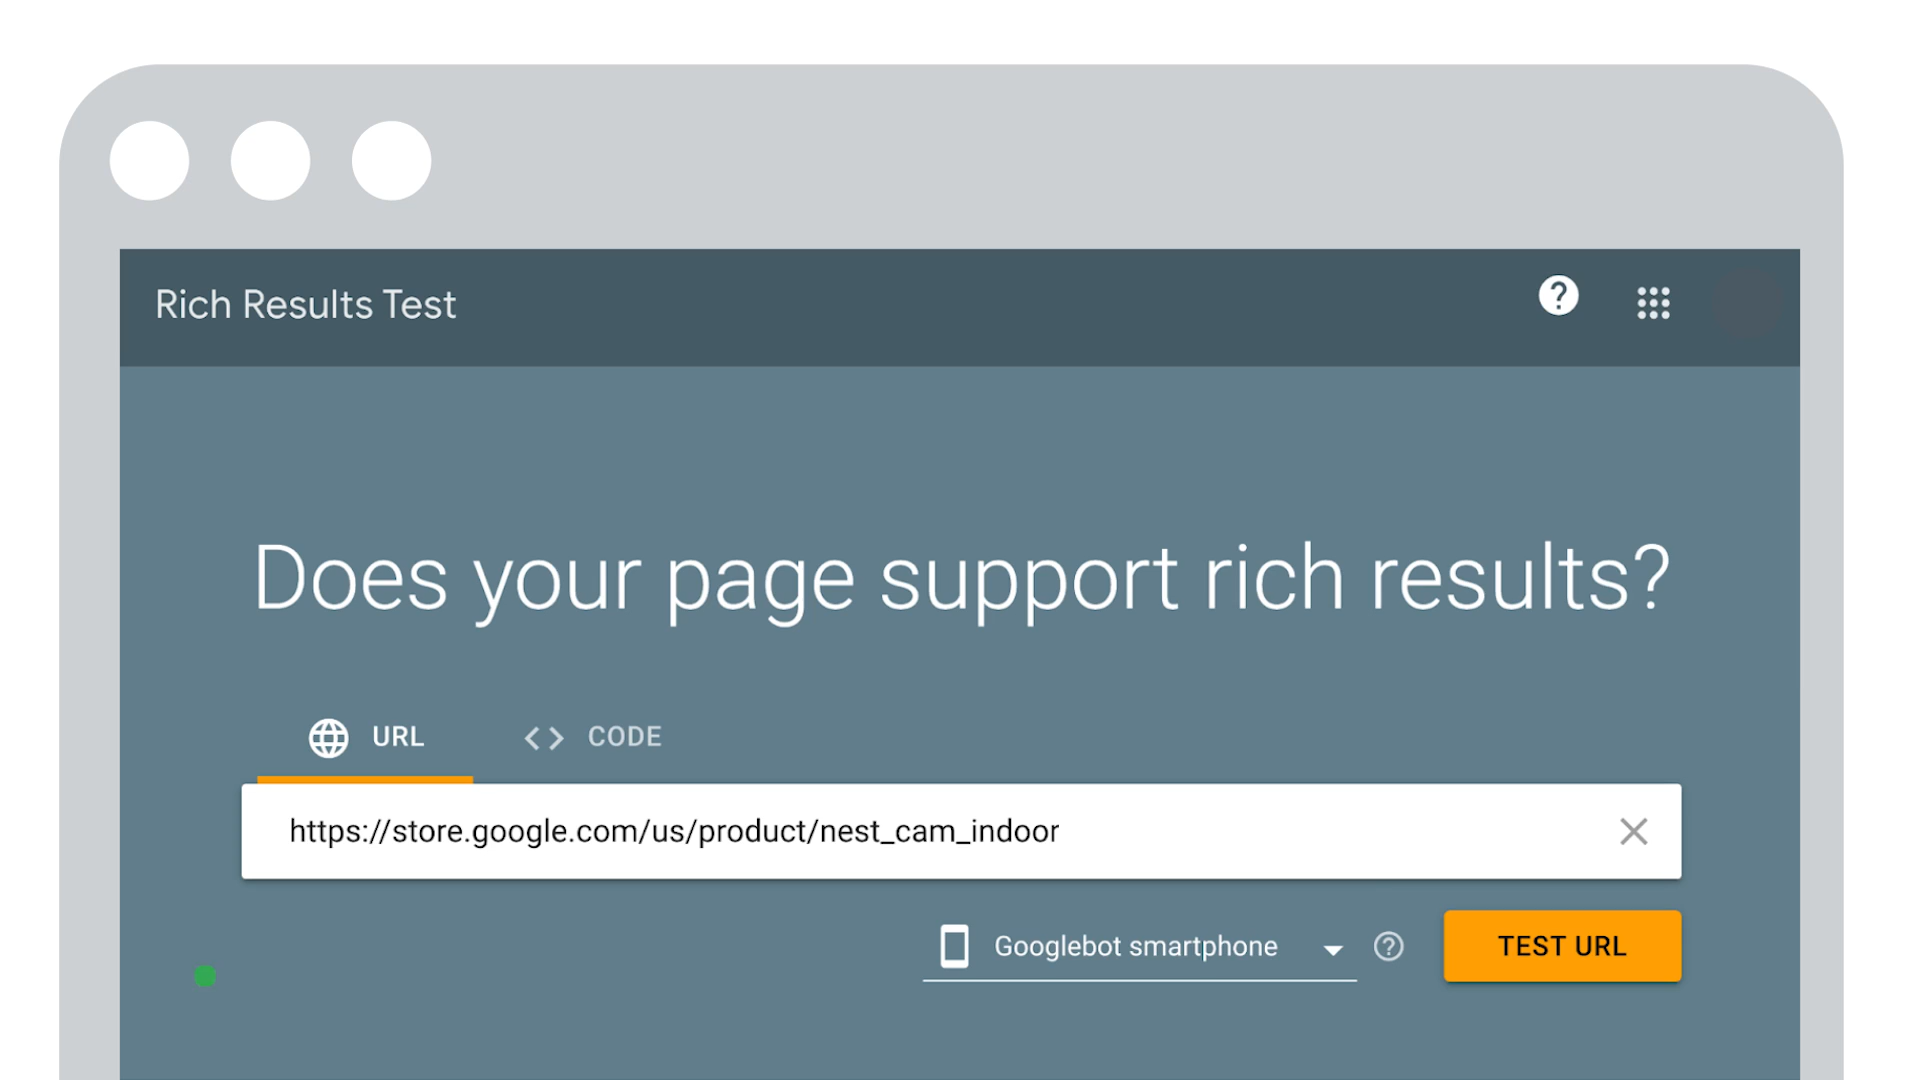 Rich Results Test
Does your page support rich results?
URL
CODE
https://store.google.com/us/product/nest_cam_indoor
Googlebot smartphone
TEST URL